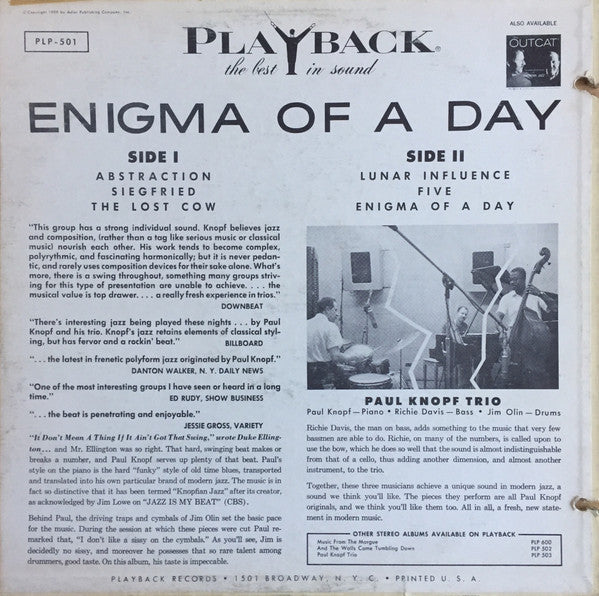 © Copyright 1959 by Aslan Publishing Company, Inc.
PLP-501
PLAYBACK®
the best in sound
ALSO AVAILABLE
OUTCAT
ENIGMA OF A DAY
SIDE I
ABSTRACTION
SIEGFRIED
THE LOST COW
SIDE II
LUNAR INFLUENCE
FIVE
ENIGMA OF A DAY
"This group has a strong individual sound. Knopf believes jazz
and composition, (rather than a tag like serious music or classical
music) nourish each other. His work tends to become complex,
polyrythmic, and fascinating harmonically; but it is never pedan-
tic, and rarely uses composition devices for their sake alone. What's
more, there is a swing throughout, something many groups striv-
ing for this type of presentation are unable to achieve. . . . the
musical value is top drawer. . . . a really fresh experience in trios."
DOWNBEAT
"There's interesting jazz being played these nights . . . by Paul
Knopf and his trio. Knopf's jazz retains elements of classical styl-
ing, but has fervor and a rockin' beat."
BILLBOARD
". . . the latest in frenetic polyform jazz originated by Paul Knopf."
DANTON WALKER, N. Y. DAILY NEWS
"One of the most interesting groups I have seen or heard in a long
time."
ED RUDY, SHOW BUSINESS
". . . the beat is penetrating and enjoyable."
JESSIE GROSS, VARIETY
"It Don't Mean A Thing If It Ain't Got That Swing," wrote Duke Elling-
ton... and Mr. Ellington was so right. That hard, swinging beat makes or
breaks a number, and Paul Knopf serves up plenty of that beat. Paul's
style on the piano is the hard "funky" style of old time blues, transported
and translated into his own particular brand of modern jazz. The music is in
fact so distinctive that it has been termed "Knopfian Jazz" after its creator,
as acknowledged by Jim Lowe on "JAZZ IS MY BEAT" (CBS).
Behind Paul, the driving traps and cymbals of Jim Olin set the basic pace
for the music. During the session at which these pieces were cut Paul re-
marked that, "I don't like a sissy on the cymbals." As you'll see, Jim is
decidedly no sissy, and moreover he possesses that so rare talent among
drummers, good taste. On this album, his taste is impeccable.
PAUL KNOPF TRIO
Paul Knopf—Piano • Richie Davis—Bass • Jim Olin—Drums
Richie Davis, the man on bass, adds something to the music that very few
bassmen are able to do. Richie, on many of the numbers, is called upon to
use the bow, which he does so well that the sound is almost indistinguishable
from that of a cello, thus adding another dimension, and almost another
instrument, to the trio.
Together, these three musicians achieve a unique sound in modern jazz, a
sound we think you'll like. The pieces they perform are all Paul Knopf
originals, and we think you'll like them too. All in all, a fresh, new state-
ment in modern music.
OTHER STEREO ALBUMS AVAILABLE ON PLAYBACK
Music From The Morgue PLP 600
And The Walls Came Tumbling Down PLP 502
Paul Knopf Trio PLP 503
PLAYBACK RECORDS • 1501 BROADWAY, N. Y. C. • PRINTED U. S. A.